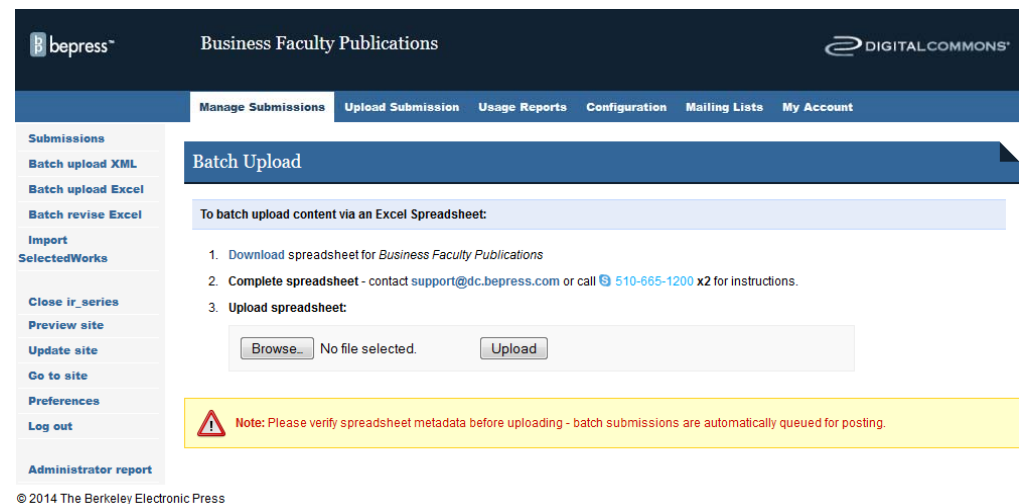 bepress™
Business Faculty Publications
DIGITALCOMMONS
Manage Submissions Upload Submission Usage Reports Configuration Mailing Lists My Account
Submissions
Batch upload XML
Batch upload Excel
Batch revise Excel
Import
SelectedWorks
Close ir_series
Preview site
Update site
Go to site
Preferences
Log out
Administrator report
Batch Upload
To batch upload content via an Excel Spreadsheet:
1. Download spreadsheet for Business Faculty Publications
2. Complete spreadsheet - contact support@dc.bepress.com or call 510-665-1200 x2 for instructions.
3. Upload spreadsheet:
Browse... No file selected. Upload
Note: Please verify spreadsheet metadata before uploading - batch submissions are automatically queued for posting.
© 2014 The Berkeley Electronic Press